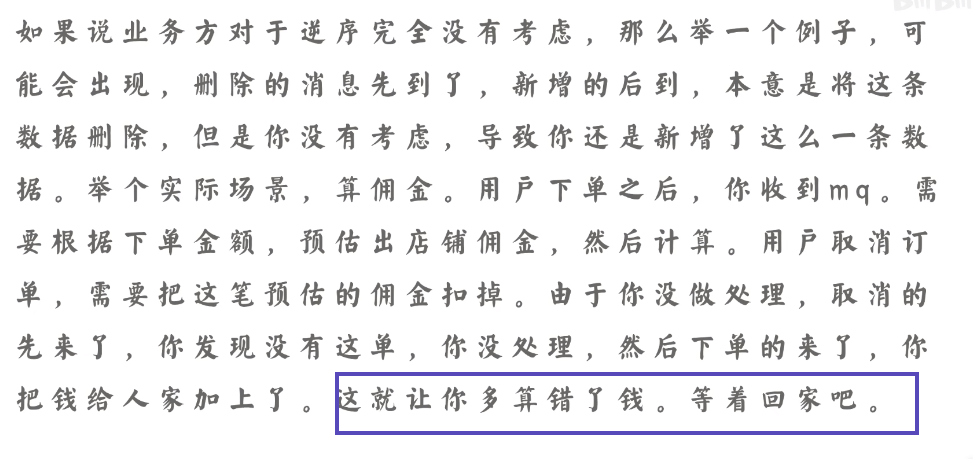 如果说业务方对于逆序完全没有考虑，那么举一个例子，可
能会出现，删除的消息先到了，新增的后到，本意是将这条
数据删除，但是你没有考虑，导致你还是新增了这么一条数
据。举个实际场景，算佣金。用户下单之后，你收到mq。需
要根据下单金额，预估出店铺佣金，然后计算。用户取消订
单，需要把这笔预估的佣金扣掉。由于你没做处理，取消的
先来了，你发现没有这单，你没处理，然后下单的来了，你
把钱给人家加上了。这就让你多算错了钱。等着回家吧。